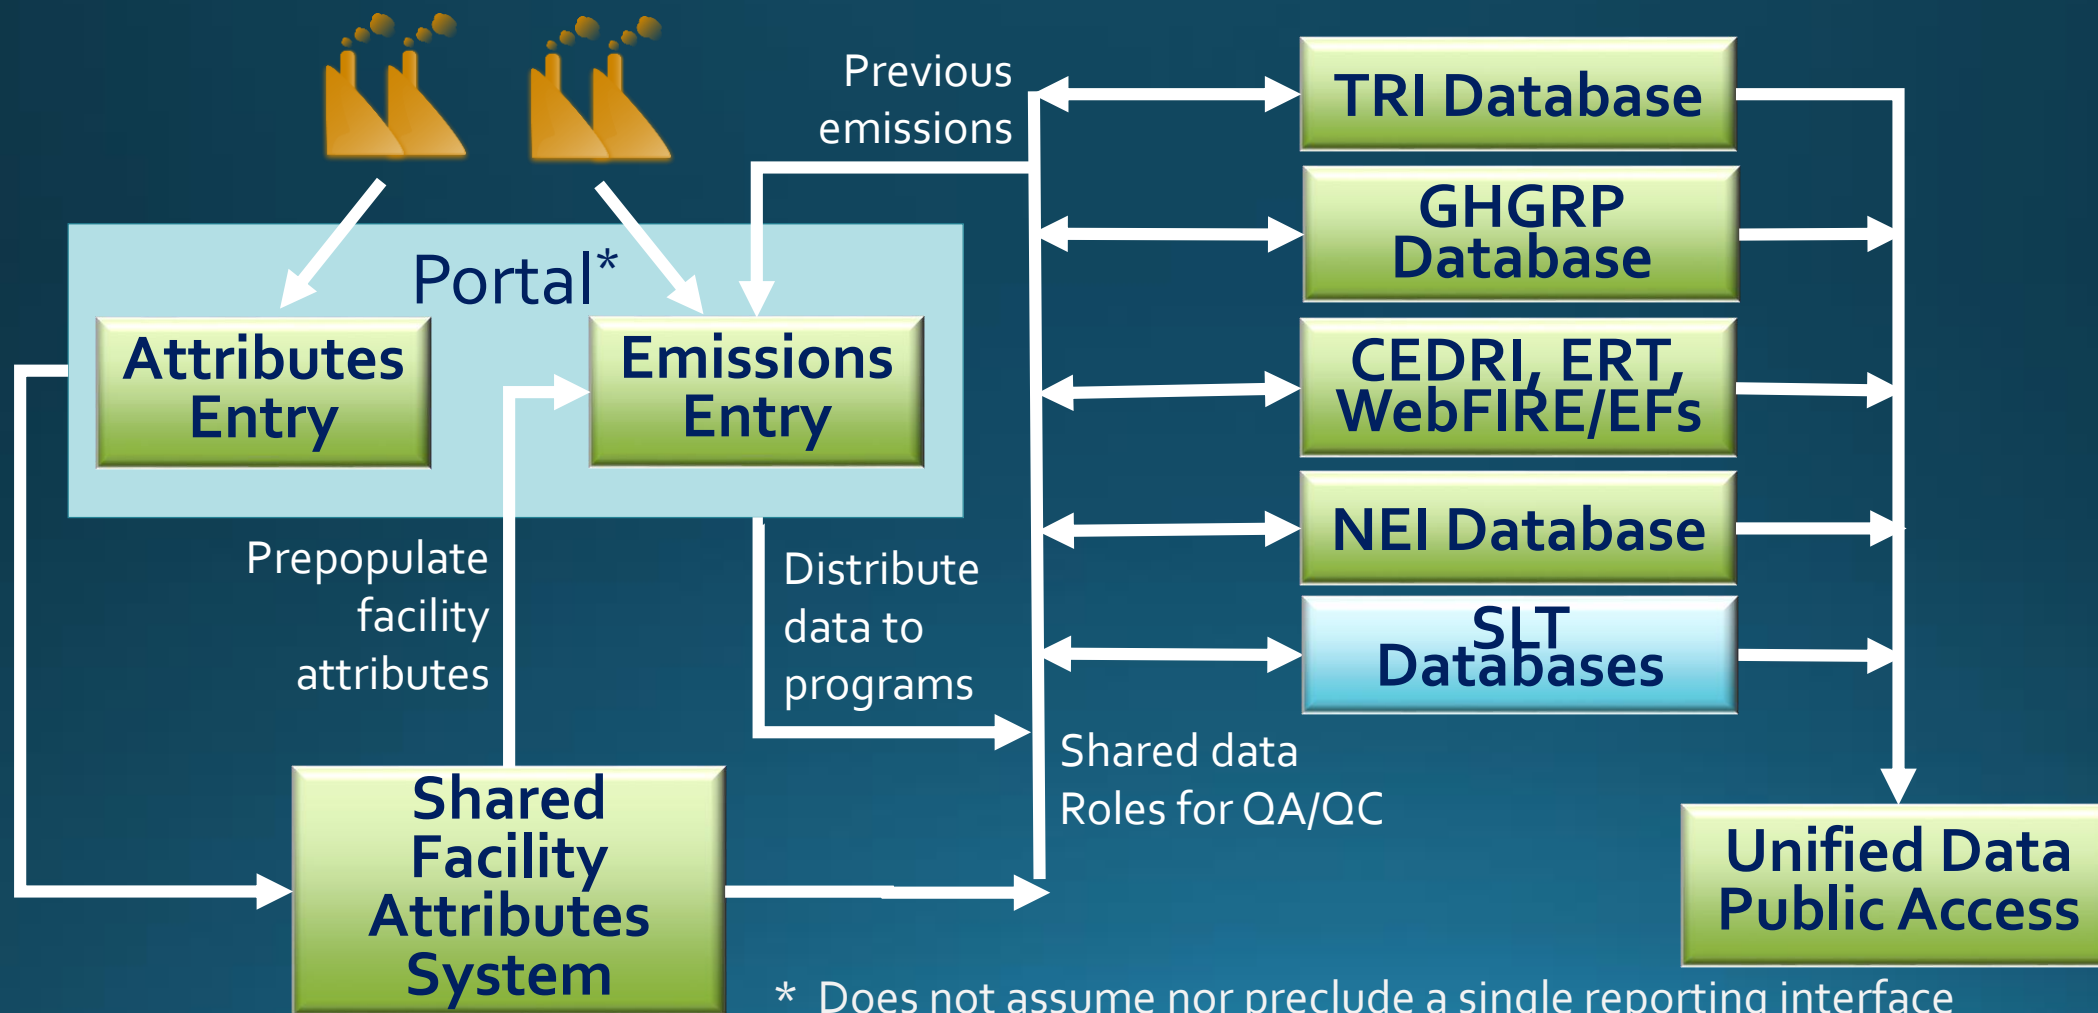 Previous
emissions
TRI Database
GHGRP
Database
Portal*
Attributes
Entry
Emissions
Entry
CEDRI, ERT,
WebFIRE/EFs
NEI Database
Prepopulate
facility
attributes
Distribute
data to
programs
SLT
Databases
Shared data
Roles for QA/QC
Shared
Facility
Attributes
System
Unified Data
Public Access
* Does not assume nor preclude a single reporting interface